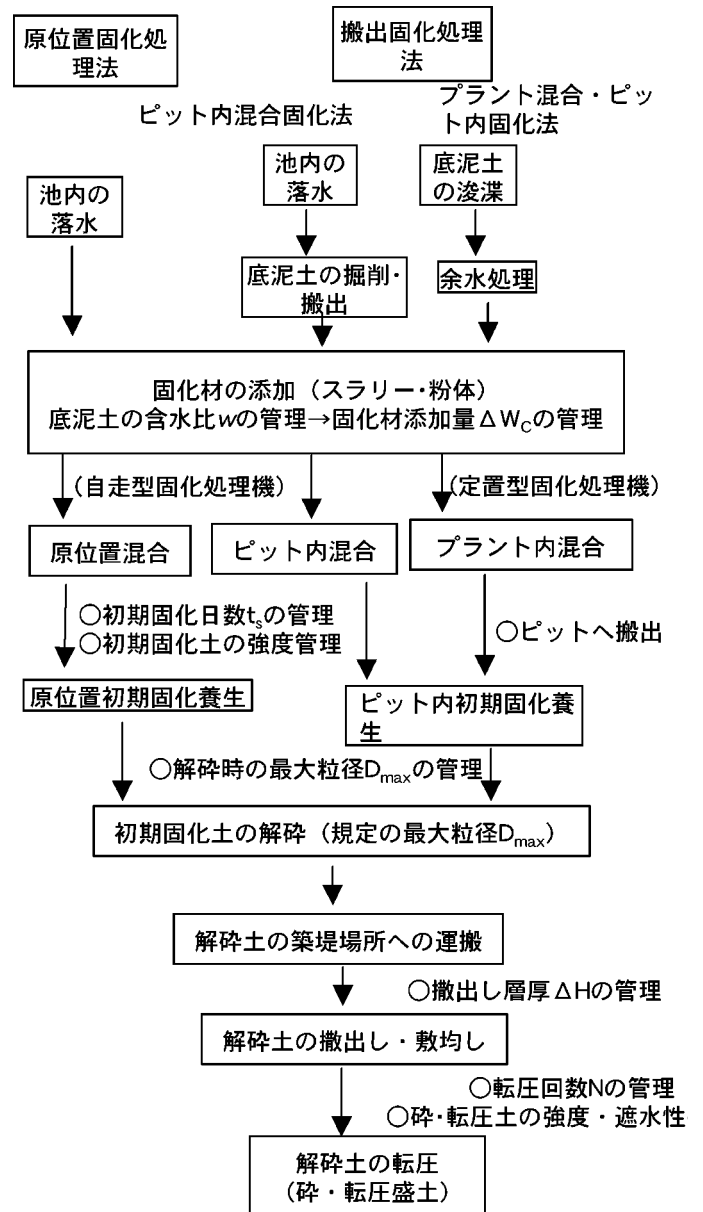 原位置固化処
理法
搬出固化処理
法
ピット内混合固化法
プラント混合・ピッ
ト内固化法
池内の
落水
池内の
落水
底泥土
の浚渫
底泥土の掘削・
搬出
余水処理
固化材の添加（スラリー・粉体）
底泥土の含水比wの管理→固化材添加量ΔWCの管理
（自走型固化処理機）
（定置型固化処理機）
原位置混合
ピット内混合
プラント内混合
○初期固化日数tsの管理
○初期固化土の強度管理
○ピットへ搬出
原位置初期固化養生
ピット内初期固化養
生
○解砕時の最大粒径Dmaxの管理
初期固化土の解砕（規定の最大粒径Dmax）
解砕土の築堤場所への運搬
○撒出し層厚ΔHの管理
解砕土の撒出し・敷均し
○転圧回数Nの管理
○砕・転圧土の強度・遮水性
解砕土の転圧
（砕・転圧盛土）